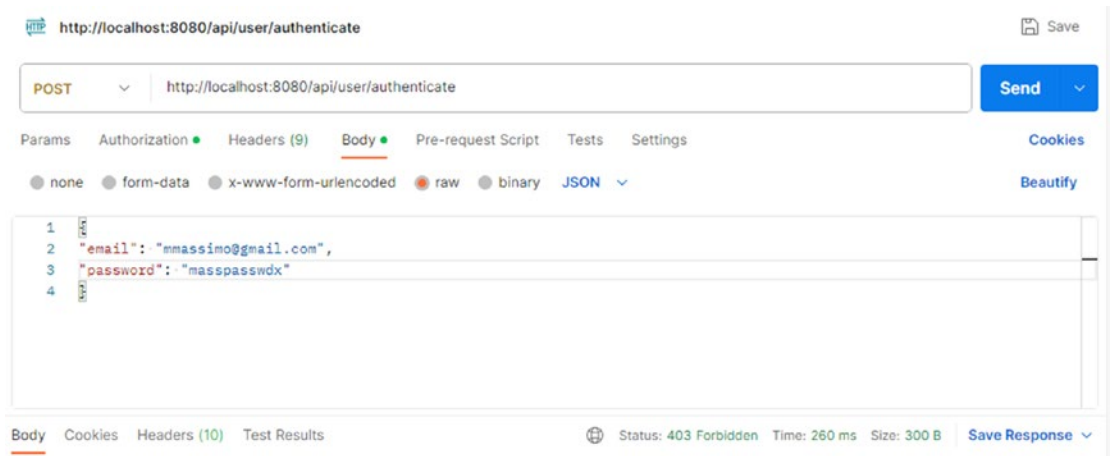 HTTP http://localhost:8080/api/user/authenticate Save
POST http://localhost:8080/api/user/authenticate Send
Params Authorization Headers (9) Body Pre-request Script Tests Settings Cookies
none form-data x-www-form-urlencoded raw binary JSON Beautify
1 {
2 "email": "mmassimo@gmail.com",
3 "password": "masspasswdx"
4 }
Body Cookies Headers (10) Test Results Status: 403 Forbidden Time: 260 ms Size: 300 B Save Response